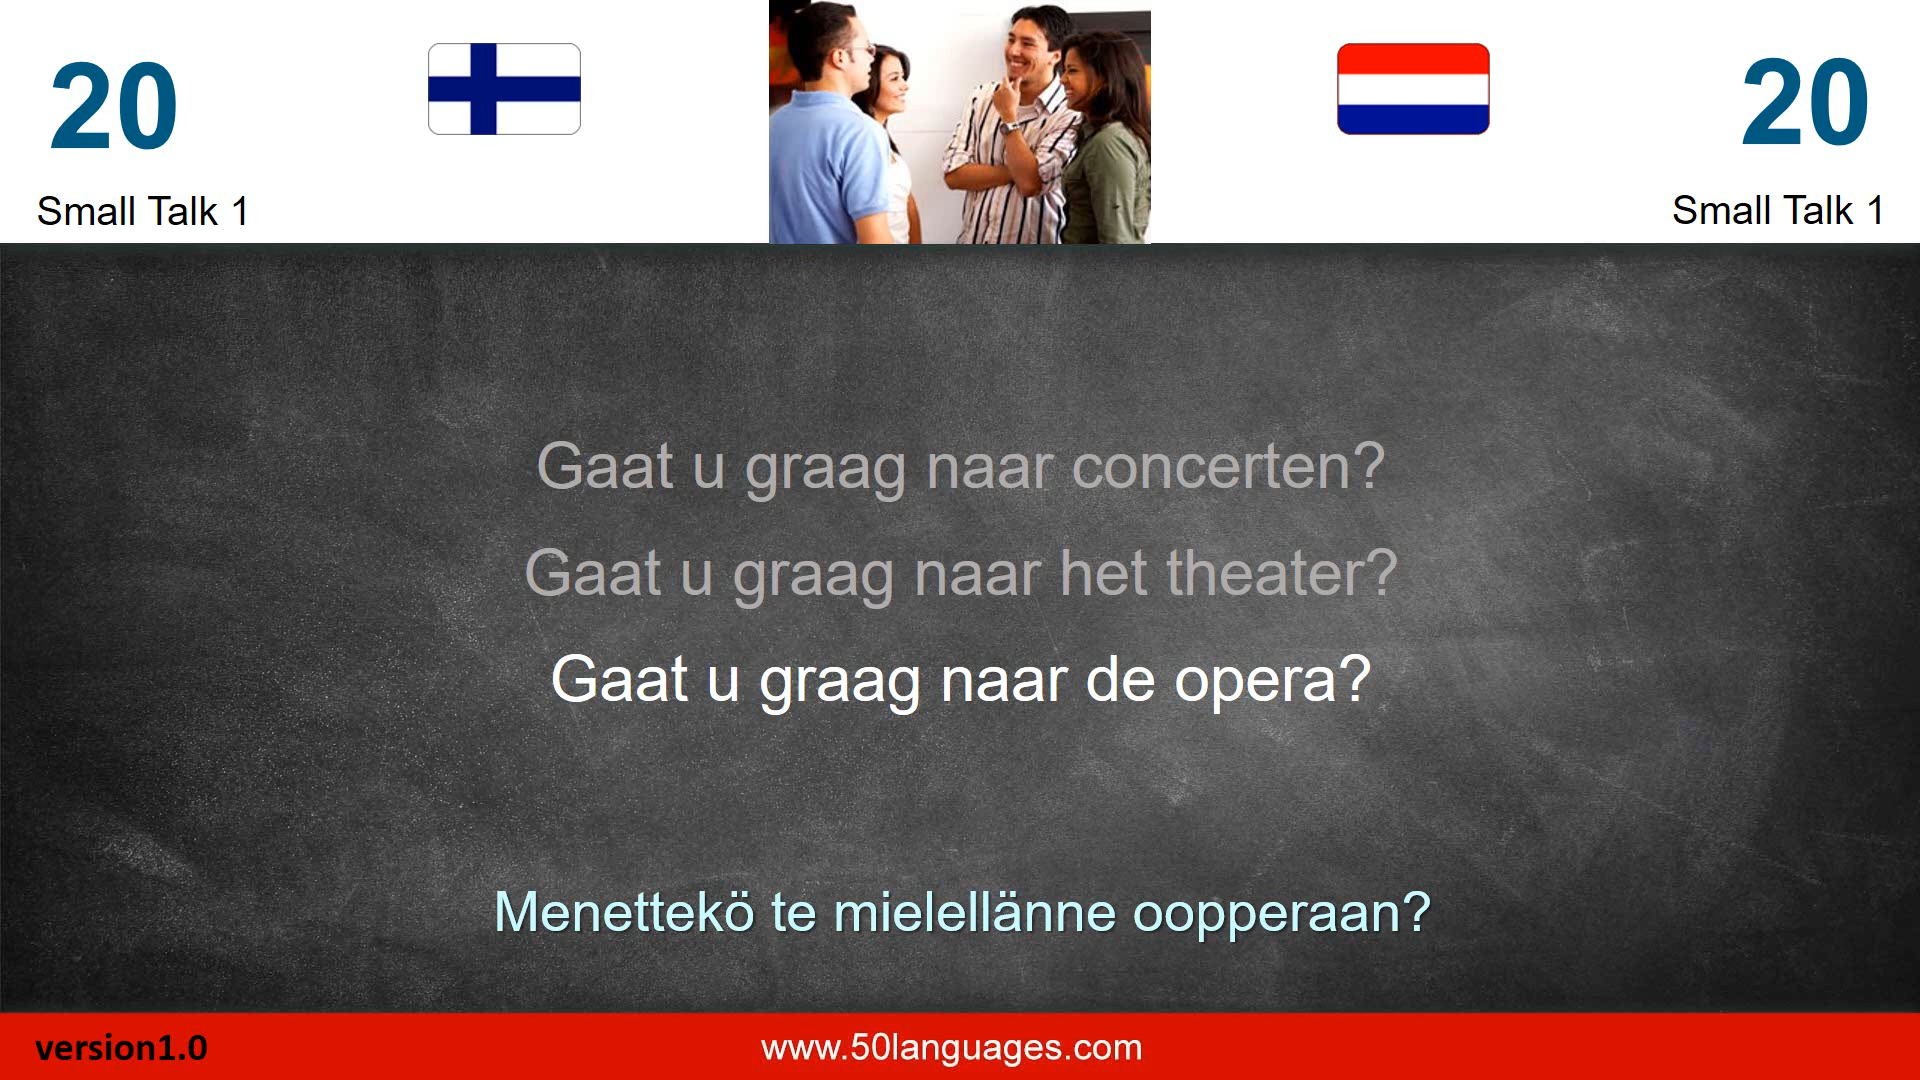 20
20
Small Talk 1
Small Talk 1
Gaat u graag naar concerten?
Gaat u graag naar het theater?
Gaat u graag naar de opera?
Menettekö te mielellänne oopperaan?
version1.0
www.50languages.com